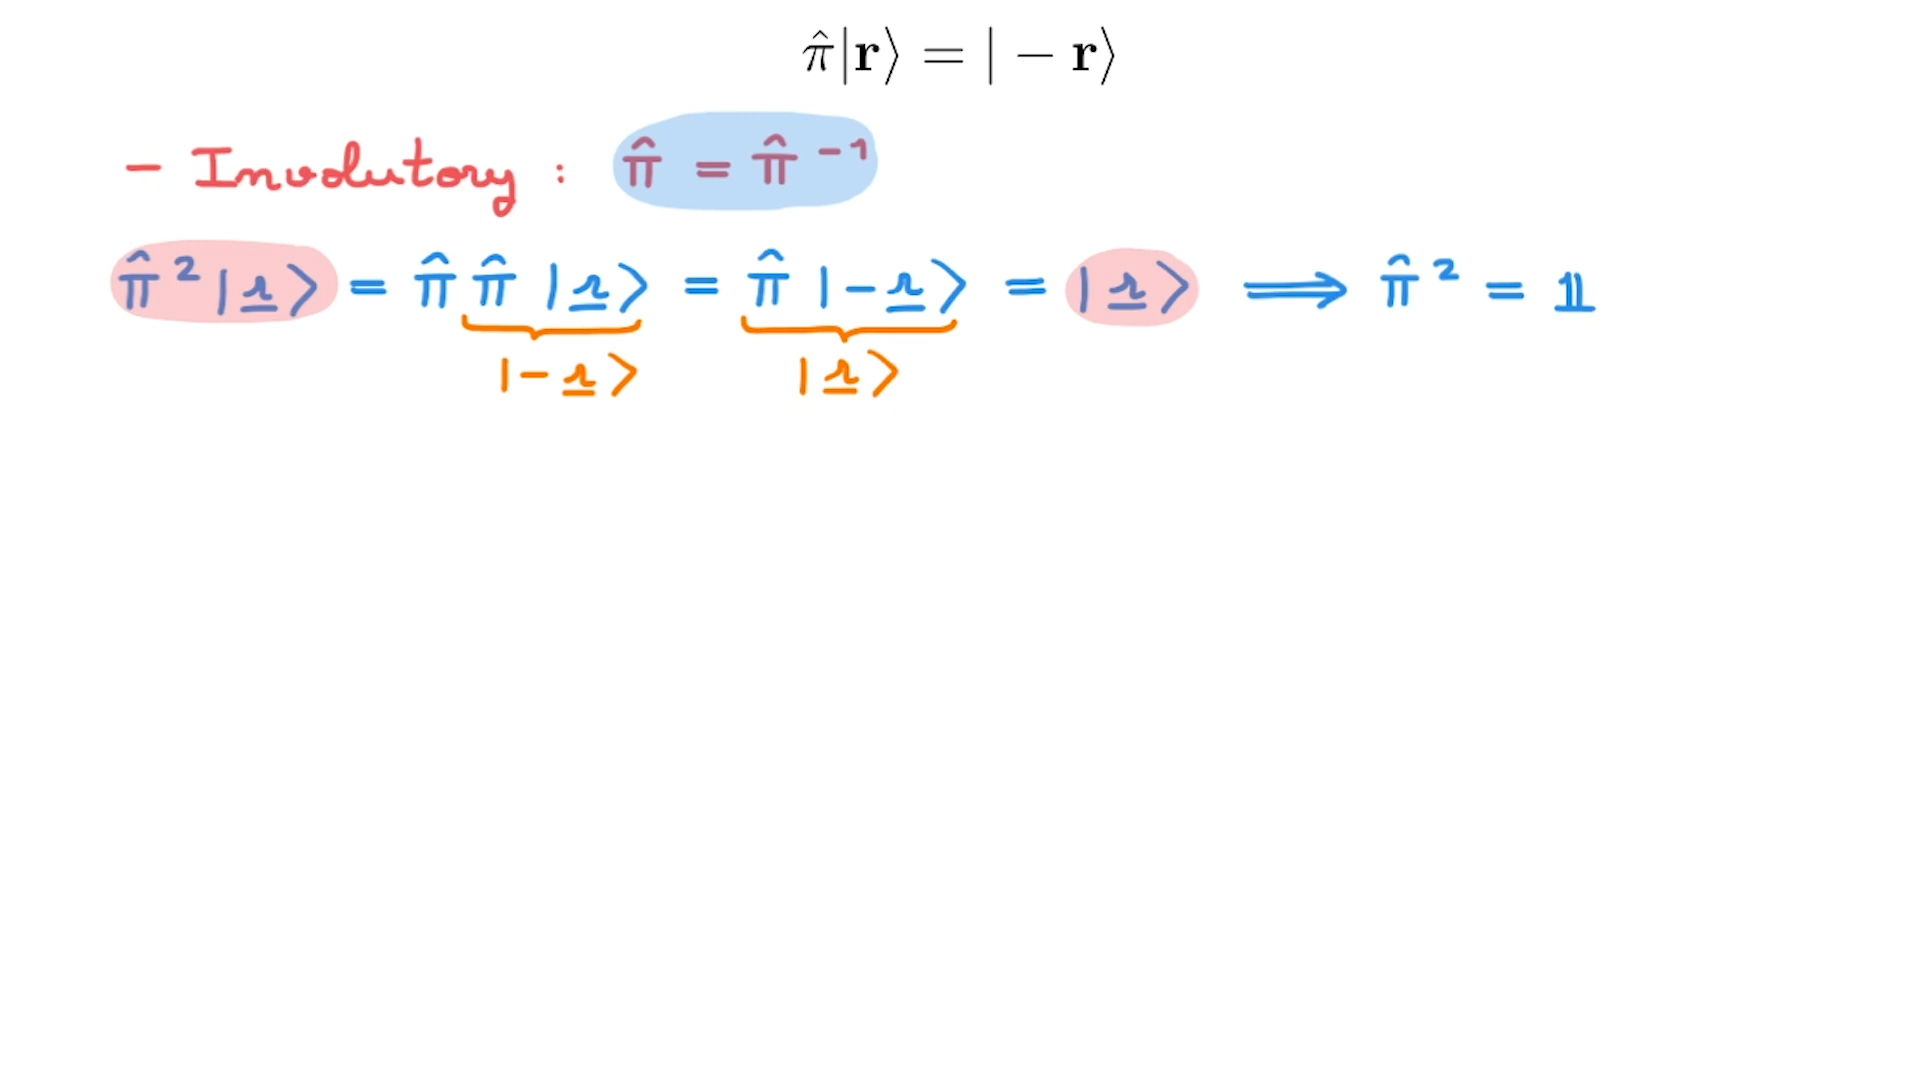 π̂|r⟩ = |− r⟩
– Involutory : π̂ = π̂⁻¹
π̂²|r⟩ = π̂ π̂ |r⟩ = π̂ |−r⟩ = |r⟩ ⟹ π̂² = 𝟙
|−r⟩ |r⟩